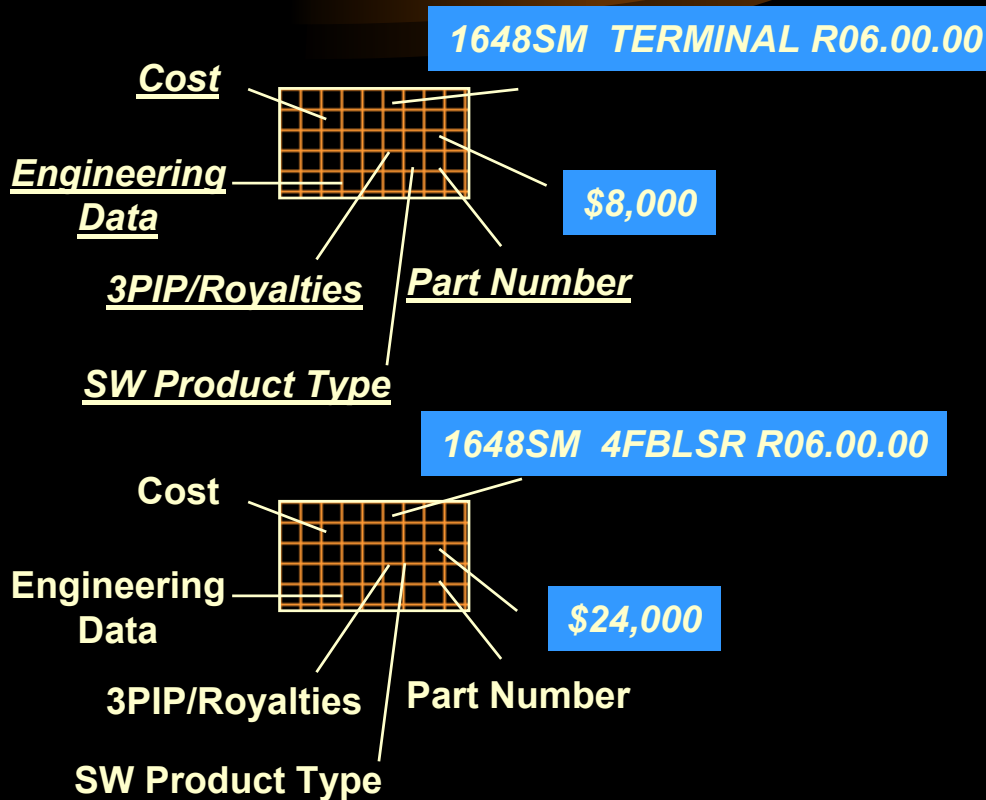 1648SM  TERMINAL R06.00.00
Cost
Engineering
Data
$8,000
3PIP/Royalties
Part Number
SW Product Type
1648SM  4FBLSR R06.00.00
Cost
Engineering
Data
$24,000
3PIP/Royalties
Part Number
SW Product Type